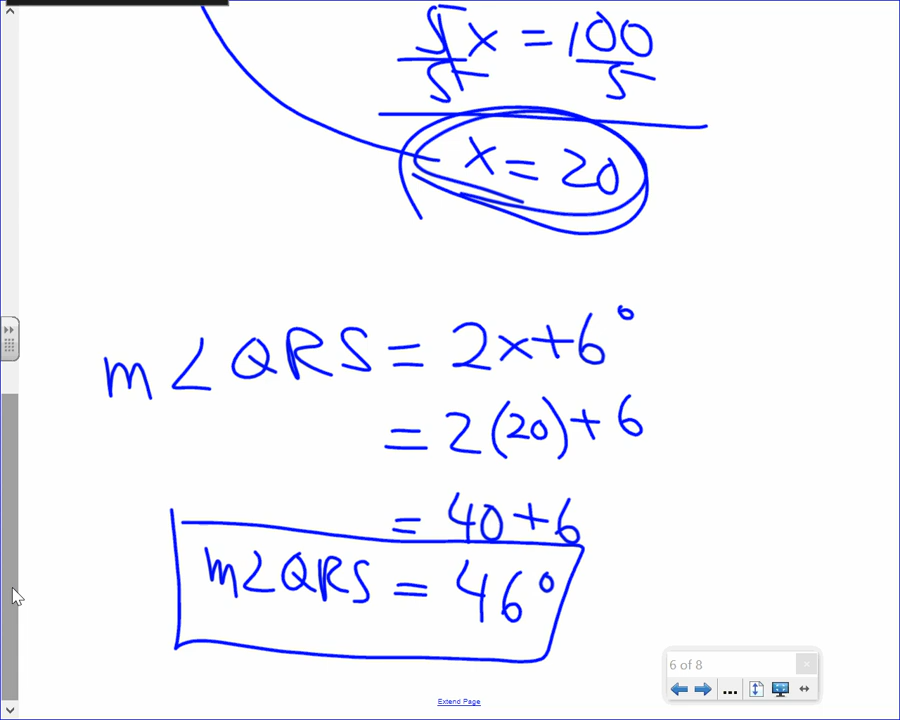 5x = 100
5 5
x = 20
m∠QRS = 2x+6°
= 2(20)+6
= 40+6
m∠QRS = 46°
6 of 8
Extend Page